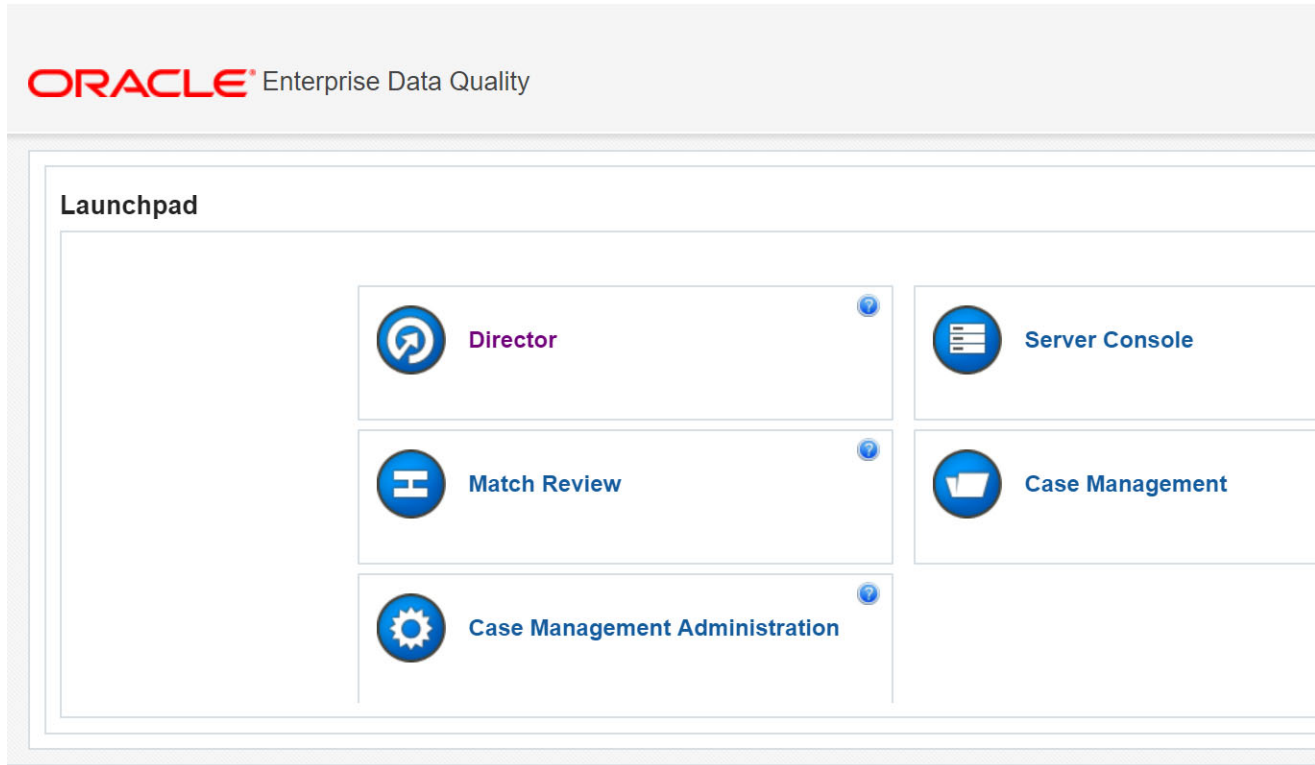 ORACLE® Enterprise Data Quality
Launchpad
Director
Server Console
Match Review
Case Management
Case Management Administration